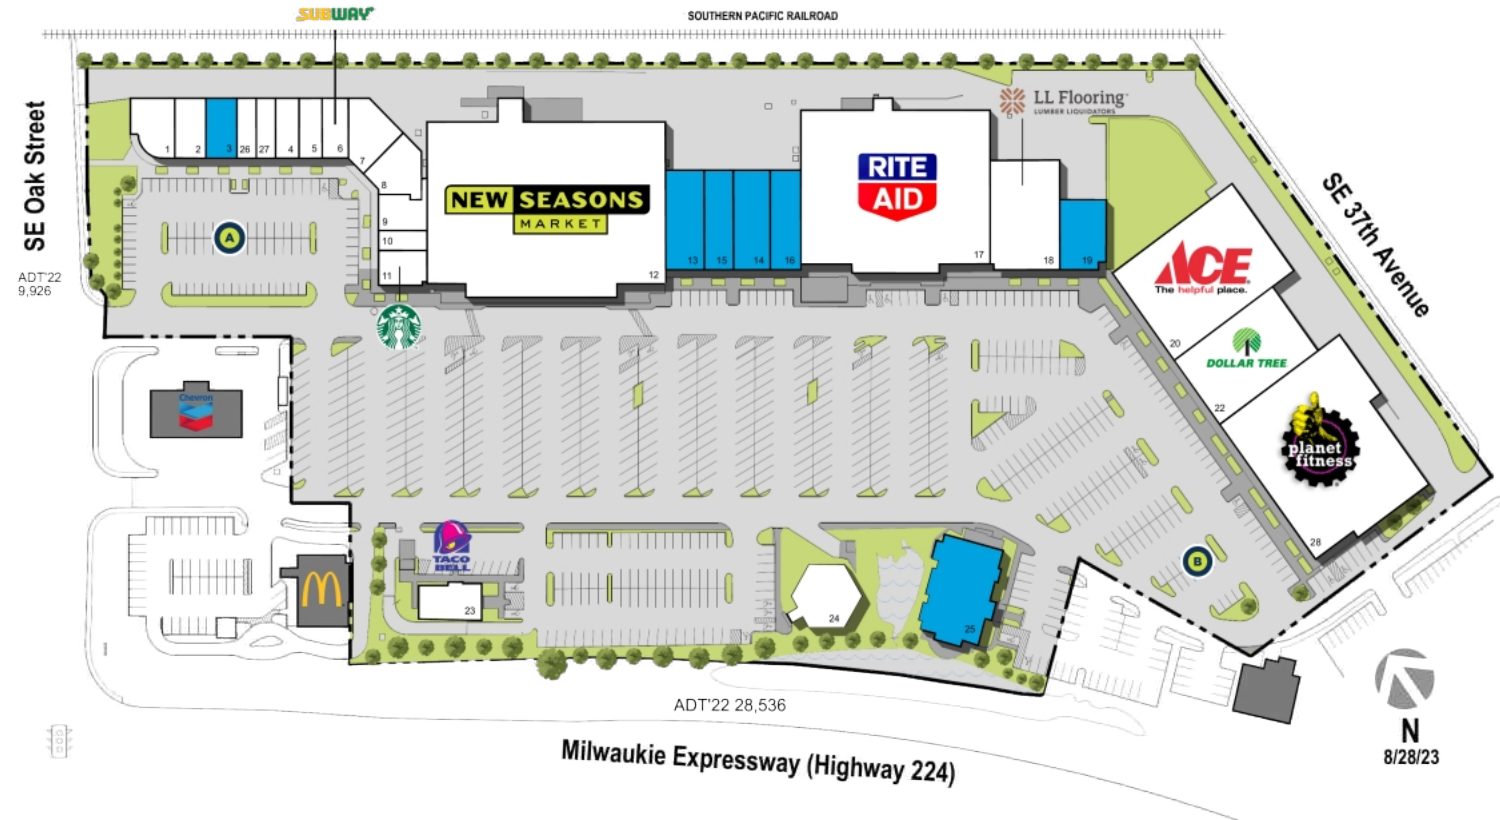 SUBWAY
SOUTHERN PACIFIC RAILROAD
SE Oak Street
ADT'22
9,926
1
2
3
26
27
4
5
6
7
8
9
10
11
A
NEW SEASONS
MARKET
12
13
15
14
16
RITE
AID
17
LL Flooring
LUMBER LIQUIDATORS
18
19
SE 37th Avenue
ACE
The helpful place.
20
DOLLAR TREE
22
planet
fitness
28
B
Chevron
TACO
BELL
23
24
25
ADT'22 28,536
Milwaukie Expressway (Highway 224)
N
8/28/23